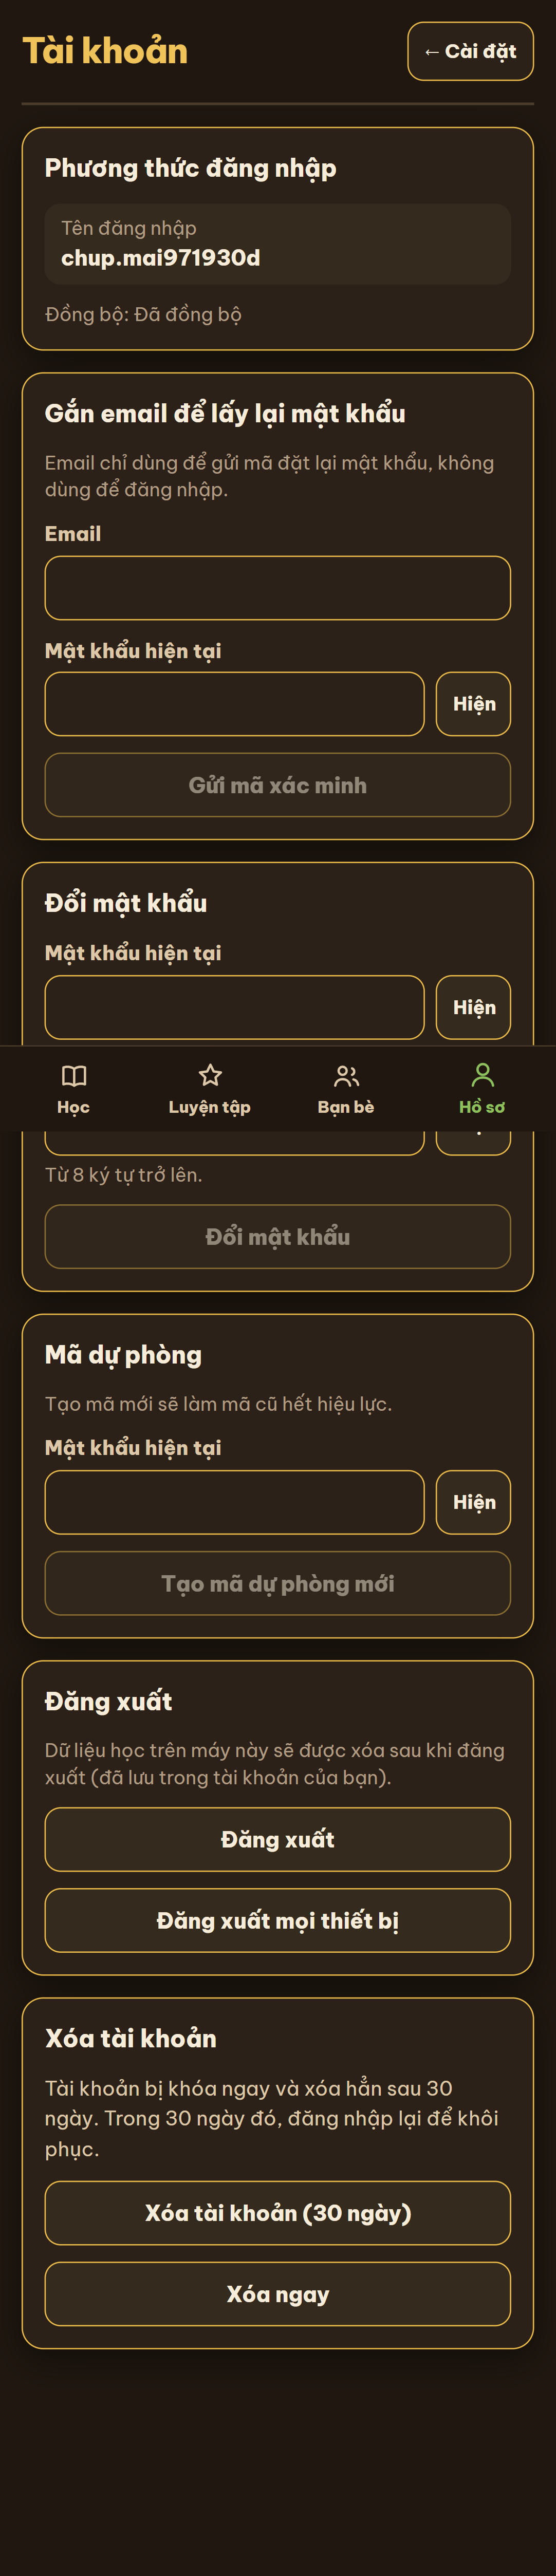 Tài khoản
← Cài đặt
Phương thức đăng nhập
Tên đăng nhập
chup.mai971930d
Đồng bộ: Đã đồng bộ
Gắn email để lấy lại mật khẩu
Email chỉ dùng để gửi mã đặt lại mật khẩu, không
dùng để đăng nhập.
Email
Mật khẩu hiện tại
Hiện
Gửi mã xác minh
Đổi mật khẩu
Mật khẩu hiện tại
Hiện
Học
Luyện tập
Bạn bè
Hồ sơ
Từ 8 ký tự trở lên.
Đổi mật khẩu
Mã dự phòng
Tạo mã mới sẽ làm mã cũ hết hiệu lực.
Mật khẩu hiện tại
Hiện
Tạo mã dự phòng mới
Đăng xuất
Dữ liệu học trên máy này sẽ được xóa sau khi đăng
xuất (đã lưu trong tài khoản của bạn).
Đăng xuất
Đăng xuất mọi thiết bị
Xóa tài khoản
Tài khoản bị khóa ngay và xóa hẳn sau 30
ngày. Trong 30 ngày đó, đăng nhập lại để khôi
phục.
Xóa tài khoản (30 ngày)
Xóa ngay